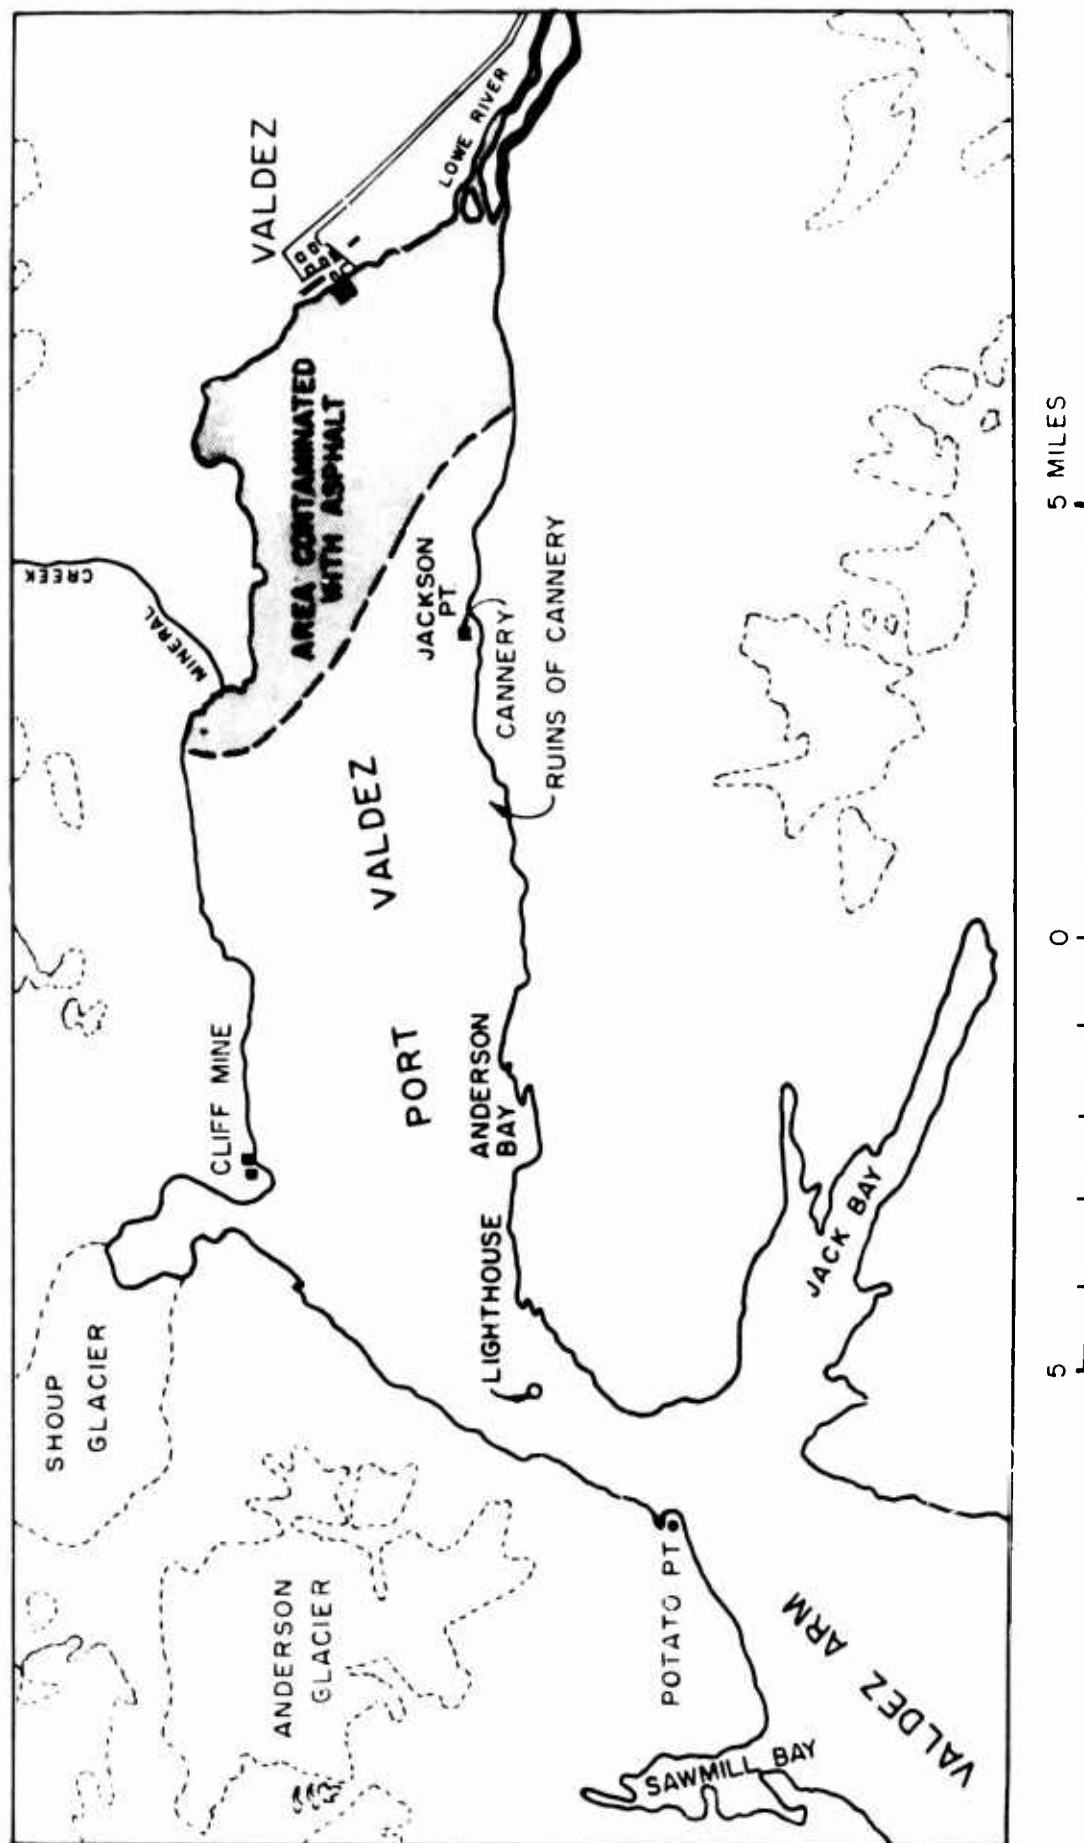 SHOUP
GLACIER
ANDERSON
GLACIER
CLIFF MINE
MINERAL
CREEK
VALDEZ
LOWE RIVER
AREA CONTAMINATED
WITH ASPHALT
PORT VALDEZ
JACKSON
PT.
CANNERY
RUINS OF CANNERY
ANDERSON
BAY
LIGHTHOUSE
JACK BAY
POTATO PT.
SAWMILL BAY
VALDEZ ARM
5 0 5 MILES